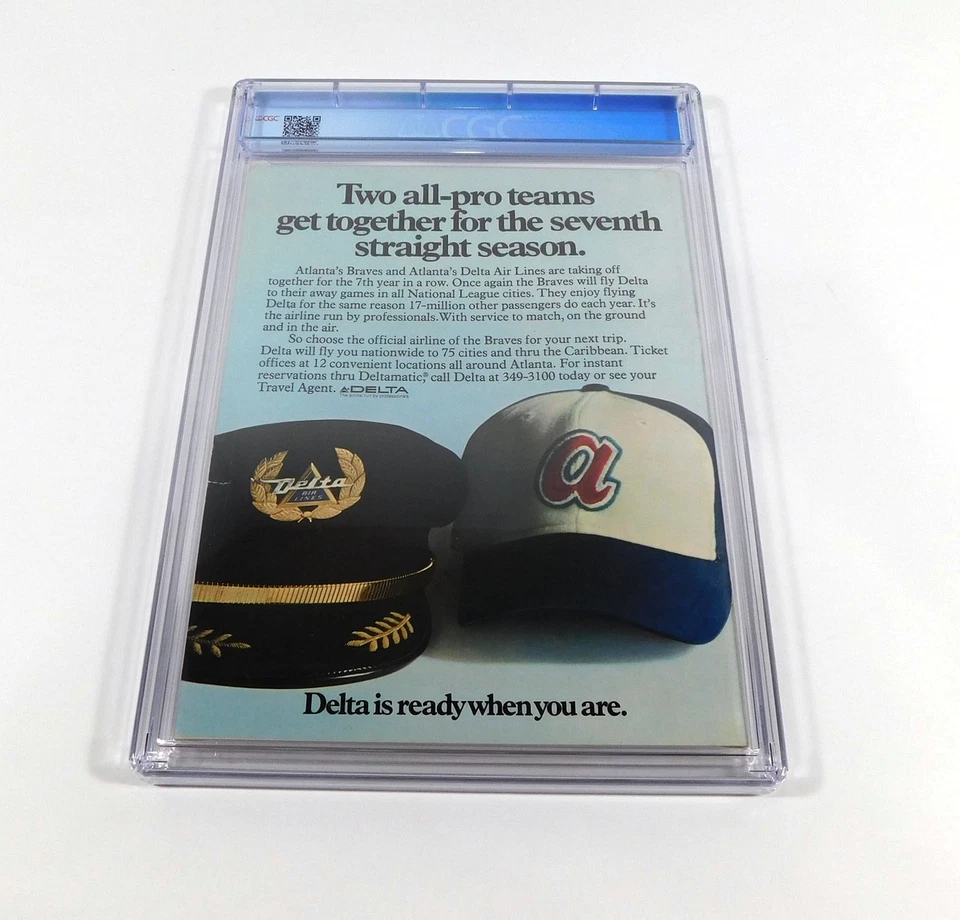 CGC
CGC
Two all-pro teams
get together for the seventh
straight season.
Atlanta's Braves and Atlanta's Delta Air Lines are taking off
together for the 7th year in a row. Once again the Braves will fly Delta
to their away games in all National League cities. They enjoy flying
Delta for the same reason 17-million other passengers do each year. It's
the airline run by professionals. With service to match, on the ground
and in the air.
So choose the official airline of the Braves for your next trip.
Delta will fly you nationwide to 75 cities and thru the Caribbean. Ticket
offices at 12 convenient locations all around Atlanta. For instant
reservations thru Deltamatic,® call Delta at 349-3100 today or see your
Travel Agent. DELTA
The airline run by professionals
Delta
AIR
LINES
a
Delta is ready when you are.